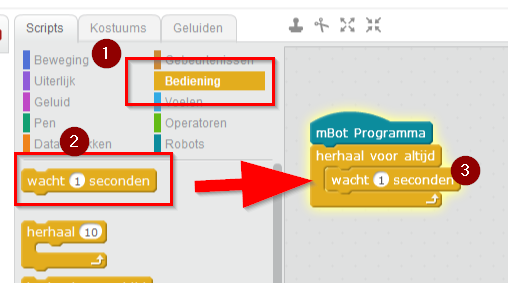 Scripts Kostuums Geluiden
1
Beweging Gebeurtenissen
Uiterlijk Bediening
Geluid Voelen
Pen Operatoren
Data kken Robots
2
wacht 1 seconden
herhaal 10
mBot Programma
herhaal voor altijd
wacht 1 seconden
3